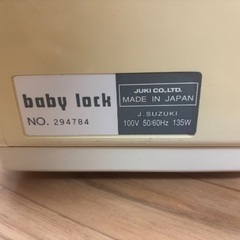 baby lock
NO. 294784
JUKI CO., LTD.
MADE IN JAPAN
J. SUZUKI
100V 50/60Hz 135W